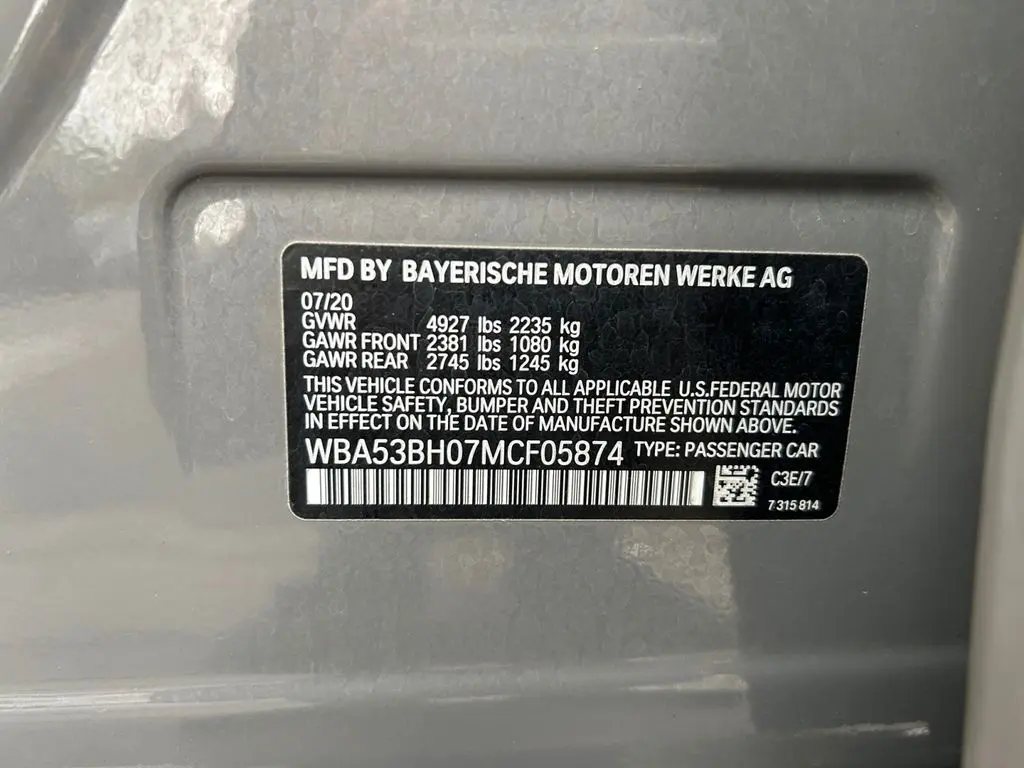 MFD BY BAYERISCHE MOTOREN WERKE AG
07/20
GVWR 4927 lbs 2235 kg
GAWR FRONT 2381 lbs 1080 kg
GAWR REAR 2745 lbs 1245 kg
THIS VEHICLE CONFORMS TO ALL APPLICABLE U.S.FEDERAL MOTOR
VEHICLE SAFETY, BUMPER AND THEFT PREVENTION STANDARDS
IN EFFECT ON THE DATE OF MANUFACTURE SHOWN ABOVE.
WBA53BH07MCF05874 TYPE: PASSENGER CAR
C3E/7
7 315 814